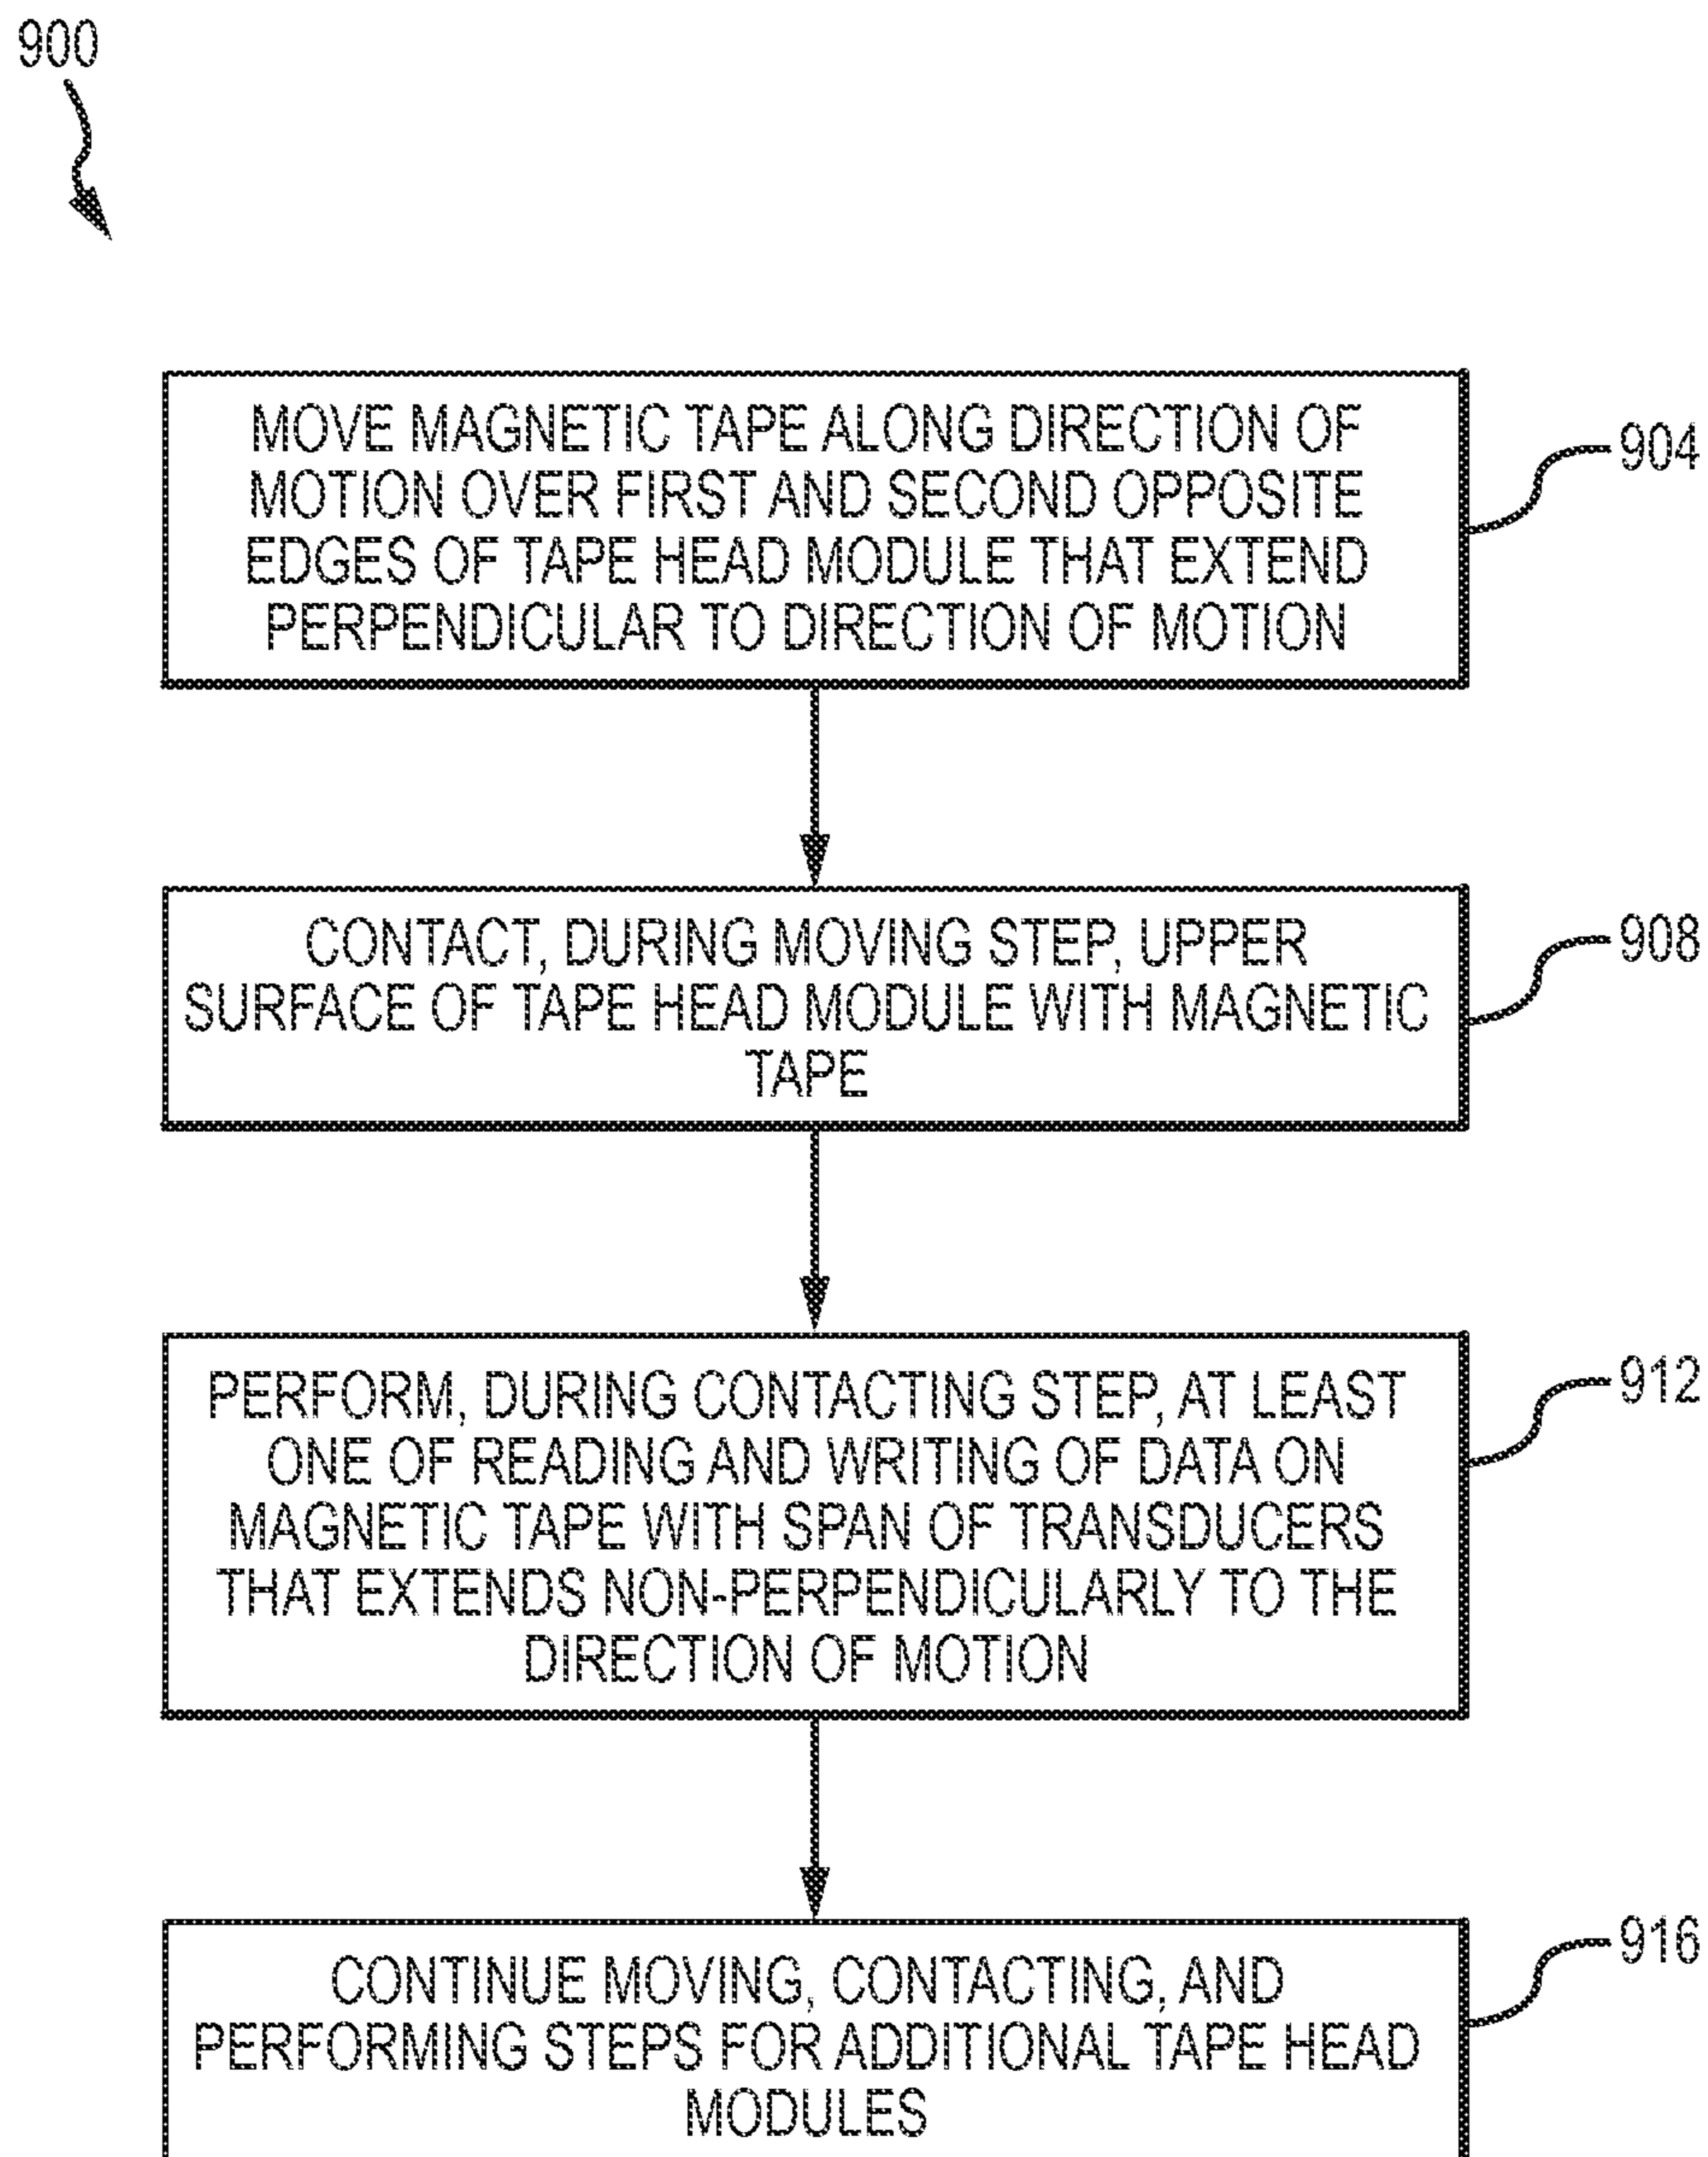 900
MOVE MAGNETIC TAPE ALONG DIRECTION OF
MOTION OVER FIRST AND SECOND OPPOSITE
EDGES OF TAPE HEAD MODULE THAT EXTEND
PERPENDICULAR TO DIRECTION OF MOTION
904
CONTACT, DURING MOVING STEP, UPPER
SURFACE OF TAPE HEAD MODULE WITH MAGNETIC
TAPE
908
PERFORM, DURING CONTACTING STEP, AT LEAST
ONE OF READING AND WRITING OF DATA ON
MAGNETIC TAPE WITH SPAN OF TRANSDUCERS
THAT EXTENDS NON-PERPENDICULARLY TO THE
DIRECTION OF MOTION
912
CONTINUE MOVING, CONTACTING, AND
PERFORMING STEPS FOR ADDITIONAL TAPE HEAD
MODULES
916